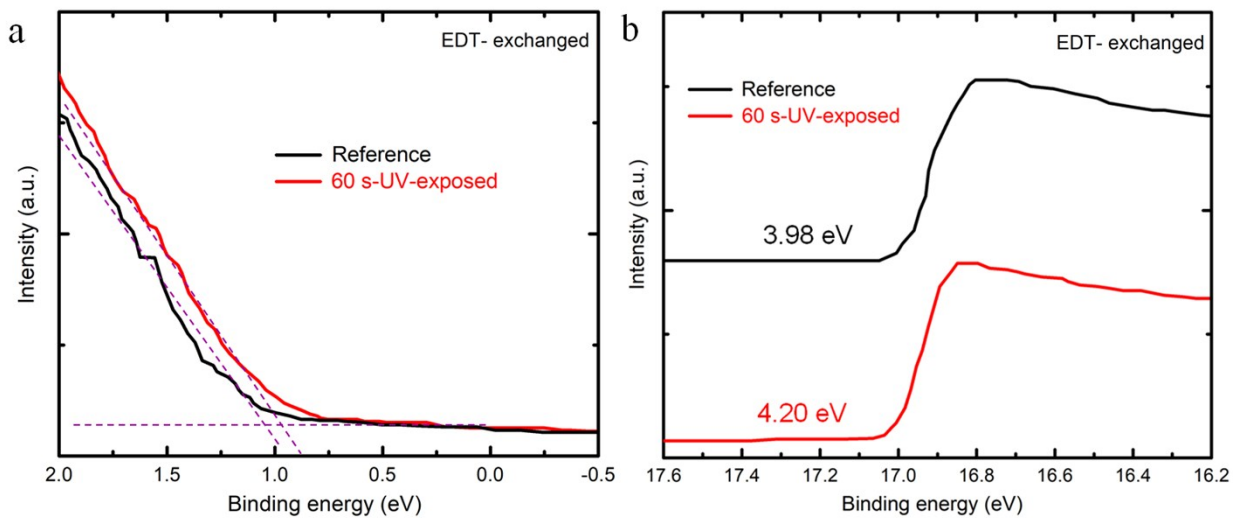 a
EDT- exchanged
Reference
60 s-UV-exposed
Intensity (a.u.)
2.0 1.5 1.0 0.5 0.0 -0.5
Binding energy (eV)
b
EDT- exchanged
Reference
60 s-UV-exposed
3.98 eV
4.20 eV
Intensity (a.u.)
17.6 17.4 17.2 17.0 16.8 16.6 16.4 16.2
Binding energy (eV)